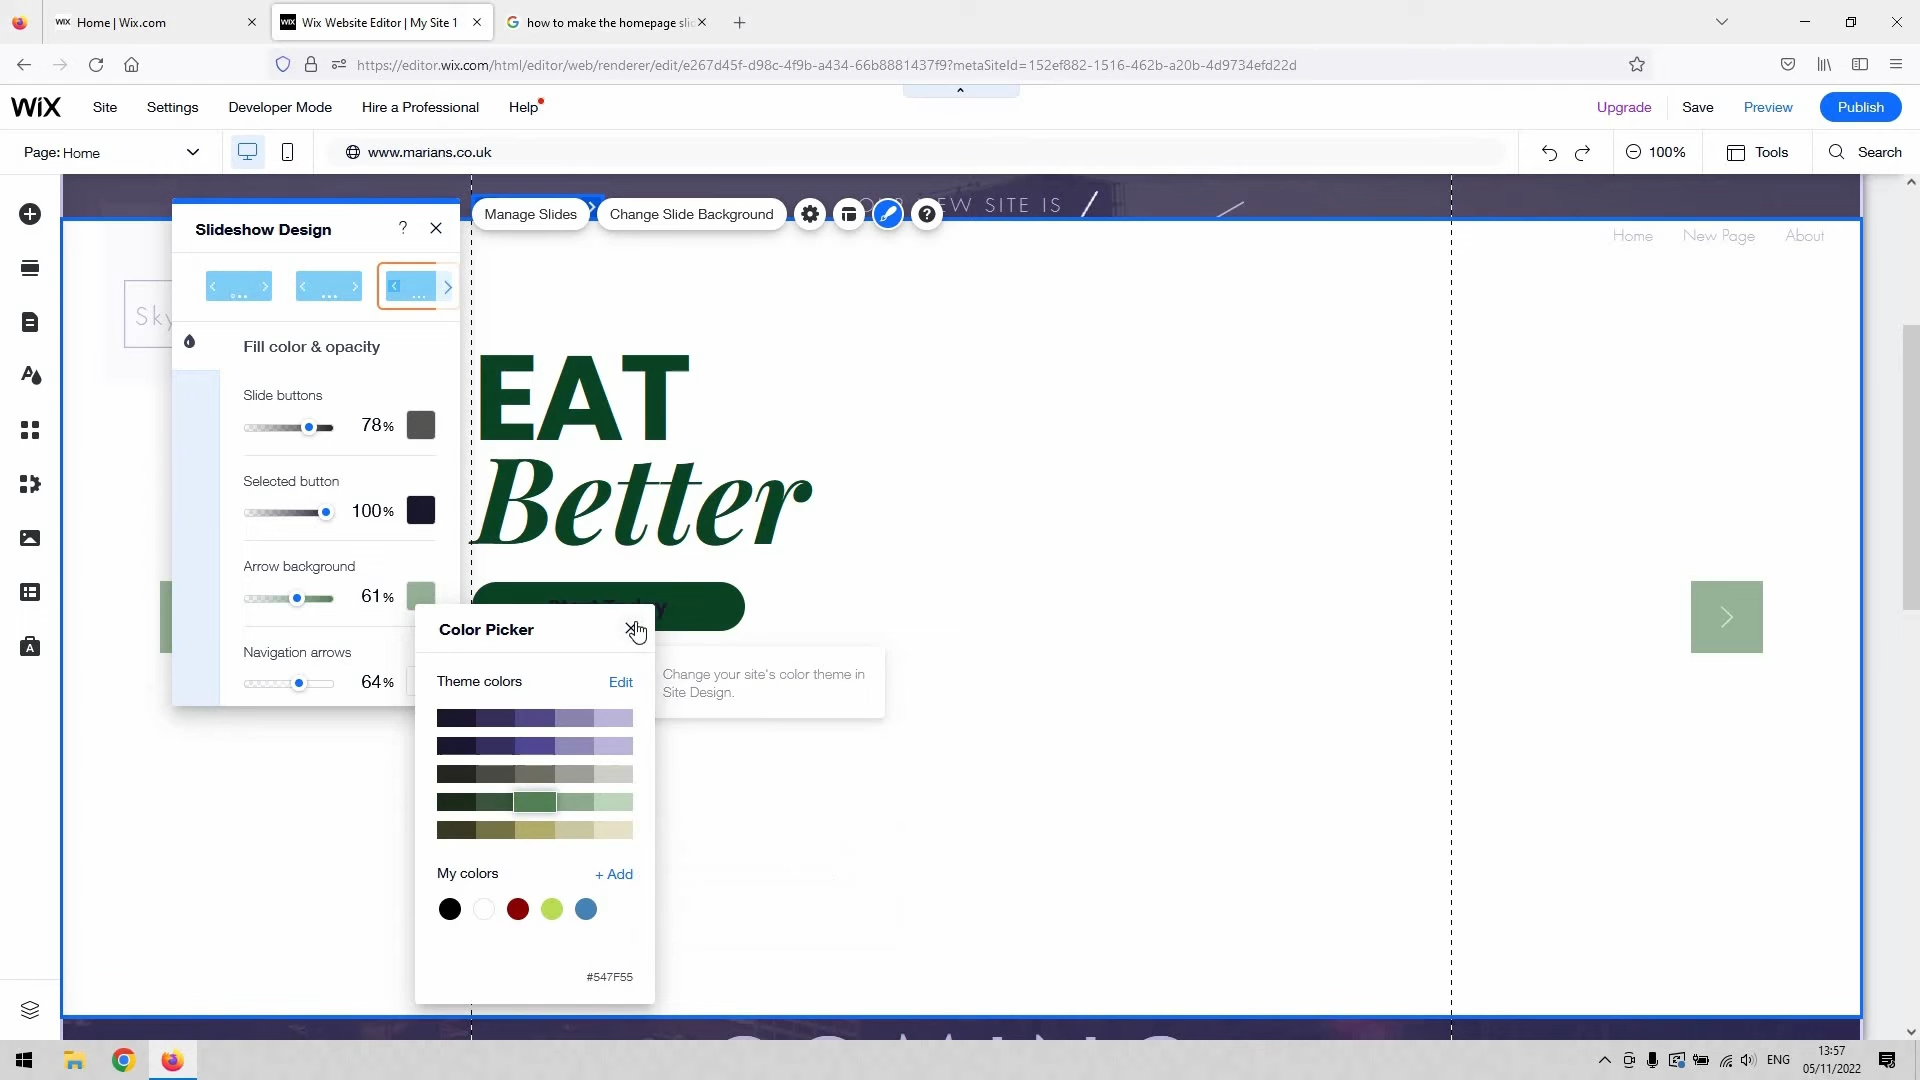 Home | Wix.com
WIX Wix Website Editor | My Site 1
how to make the homepage slid
https://editor.wix.com/html/editor/web/renderer/edit/e267d45f-d98c-4f9b-a434-66b8881437f9?metaSiteId=152ef882-1516-462b-a20b-4d9734efd22d
WiX Site Settings Developer Mode Hire a Professional Help Upgrade Save Preview Publish
Page: Home www.marians.co.uk 100% Tools Search
NEW SITE IS
Manage Slides Change Slide Background
Slideshow Design ?
Home New Page About
Sky
Fill color & opacity
Slide buttons
78%
Selected button
100%
Arrow background
61%
Navigation arrows
64%
EAT
Better
Color Picker
Theme colors Edit
Change your site's color theme in
Site Design.
My colors + Add
#547F55
ENG 13:57
05/11/2022